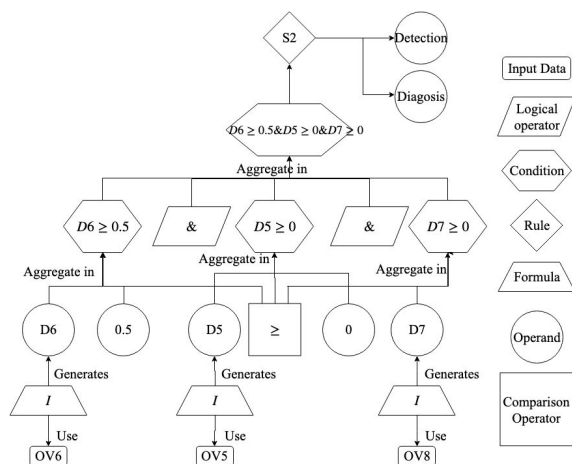 S2
Detection
Diagosis
D6 ≥ 0.5&D5 ≥ 0&D7 ≥ 0
Aggregate in
D6 ≥ 0.5
&
D5 ≥ 0
&
D7 ≥ 0
Aggregate in
Aggregate in
Aggregate in
D6
0.5
D5
≥
0
D7
Generates
Generates
Generates
I
I
I
Use
Use
Use
OV6
OV5
OV8
Input Data
Logical
operator
Condition
Rule
Formula
Operand
Comparison
Operator